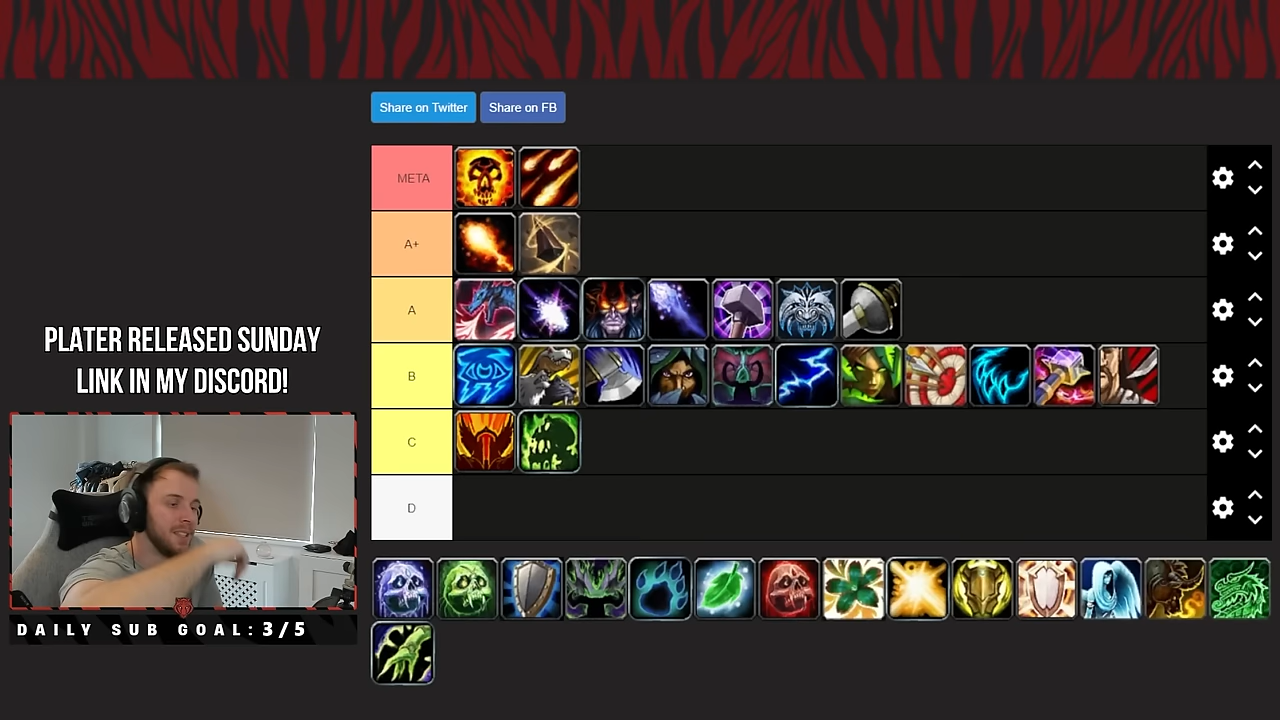 Share on Twitter
Share on FB
META
A+
A
B
C
D
PLATER RELEASED SUNDAY
LINK IN MY DISCORD!
DAILY SUB GOAL: 3/5